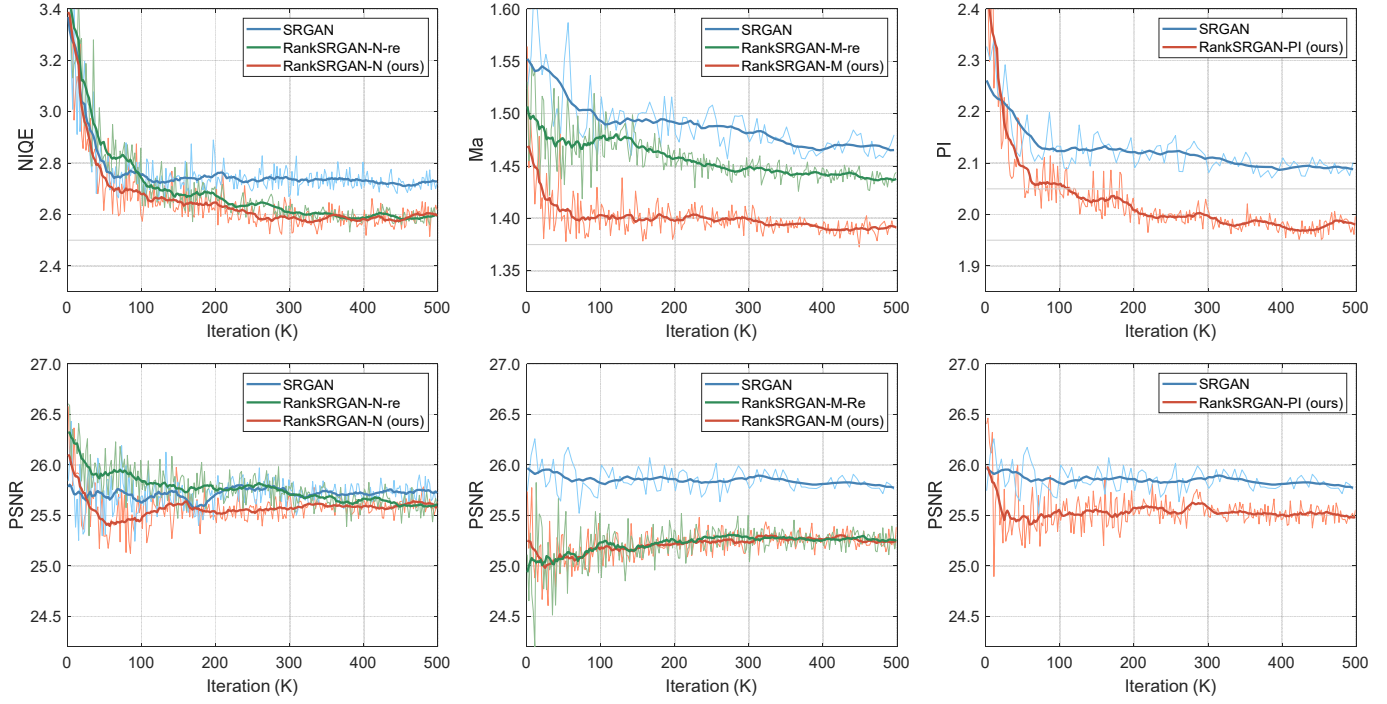 3.4
3.2
3.0
2.8
2.6
2.4
NIQE
SRGAN
RankSRGAN-N-re
RankSRGAN-N (ours)
0 100 200 300 400 500
Iteration (K)
1.60
1.55
1.50
1.45
1.40
1.35
Ma
SRGAN
RankSRGAN-M-re
RankSRGAN-M (ours)
0 100 200 300 400 500
Iteration (K)
2.4
2.3
2.2
2.1
2.0
1.9
PI
SRGAN
RankSRGAN-PI (ours)
0 100 200 300 400 500
Iteration (K)
27.0
26.5
26.0
25.5
25.0
24.5
PSNR
SRGAN
RankSRGAN-N-re
RankSRGAN-N (ours)
0 100 200 300 400 500
Iteration (K)
27.0
26.5
26.0
25.5
25.0
24.5
PSNR
SRGAN
RankSRGAN-M-Re
RankSRGAN-M (ours)
0 100 200 300 400 500
Iteration (K)
27.0
26.5
26.0
25.5
25.0
24.5
PSNR
SRGAN
RankSRGAN-PI (ours)
0 100 200 300 400 500
Iteration (K)